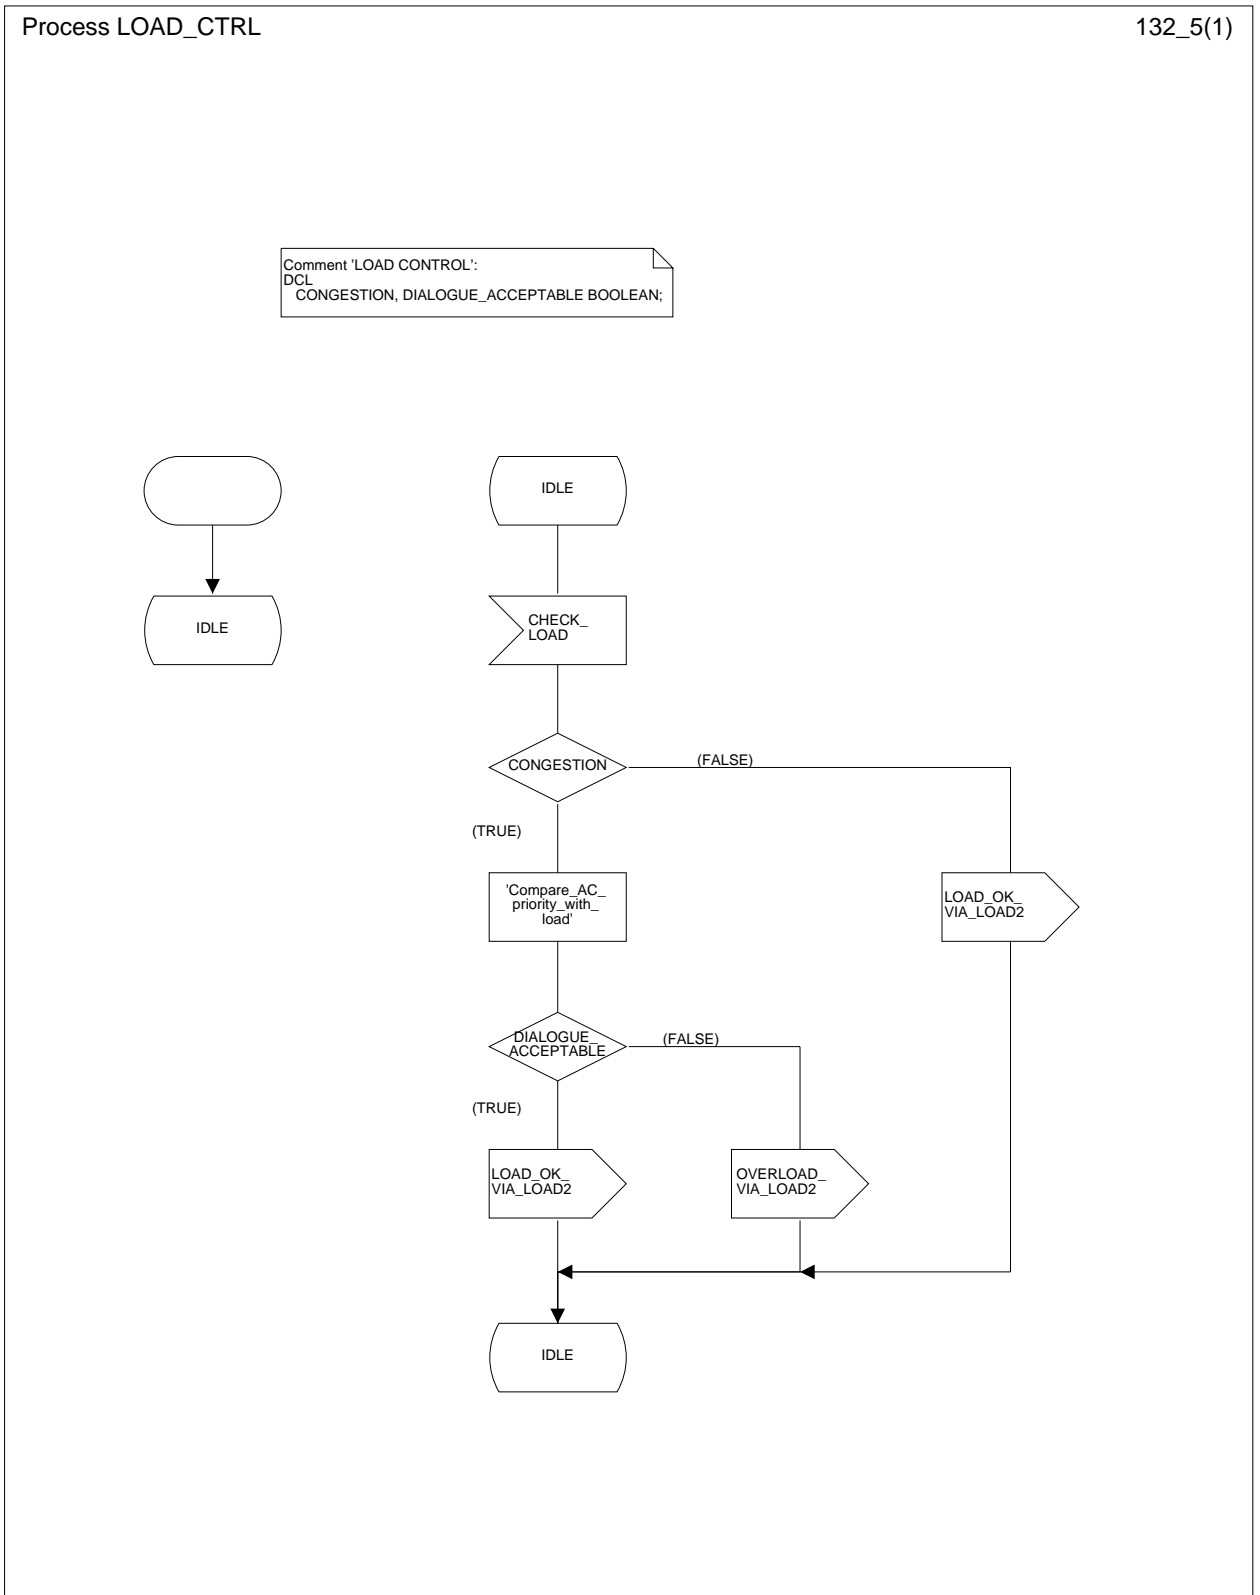 Process LOAD_CTRL
132_5(1)
Comment 'LOAD CONTROL':
DCL
CONGESTION, DIALOGUE_ACCEPTABLE BOOLEAN;
IDLE
IDLE
CHECK_
LOAD
CONGESTION
(FALSE)
(TRUE)
'Compare_AC_
priority_with_
load'
LOAD_OK_
VIA_LOAD2
DIALOGUE_
ACCEPTABLE
(FALSE)
(TRUE)
LOAD_OK_
VIA_LOAD2
OVERLOAD_
VIA_LOAD2
IDLE